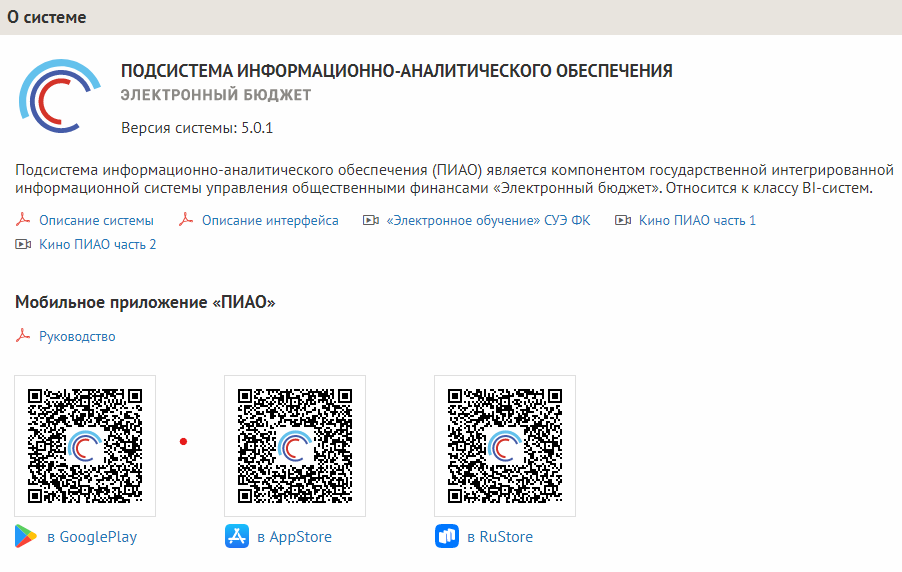 О системе
ПОДСИСТЕМА ИНФОРМАЦИОННО-АНАЛИТИЧЕСКОГО ОБЕСПЕЧЕНИЯ
ЭЛЕКТРОННЫЙ БЮДЖЕТ
Версия системы: 5.0.1
Подсистема информационно-аналитического обеспечения (ПИАО) является компонентом государственной интегрированной
информационной системы управления общественными финансами «Электронный бюджет». Относится к классу BI-систем.
Описание системы Описание интерфейса «Электронное обучение» СУЭ ФК Кино ПИАО часть 1
Кино ПИАО часть 2
Мобильное приложение «ПИАО»
Руководство
в GooglePlay в AppStore в RuStore